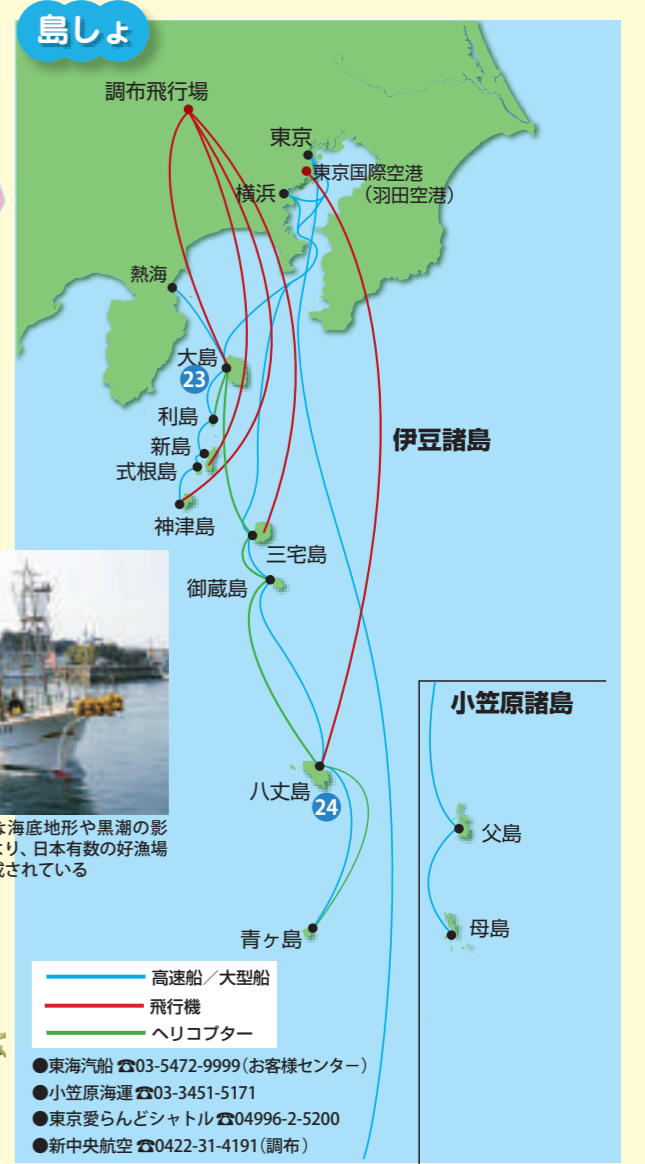 島しょ
調布飛行場
東京
東京国際空港
(羽田空港)
横浜
熱海
大島
23
利島
新島
式根島
神津島
伊豆諸島
三宅島
御蔵島
八丈島
24
青ヶ島
小笠原諸島
父島
母島
な海底地形や黒潮の影
より、日本有数の好漁場
成されている
高速船／大型船
飛行機
ヘリコプター
●東海汽船 ☎03-5472-9999(お客様センター)
●小笠原海運 ☎03-3451-5171
●東京愛らんどシャトル ☎04996-2-5200
●新中央航空 ☎0422-31-4191(調布)